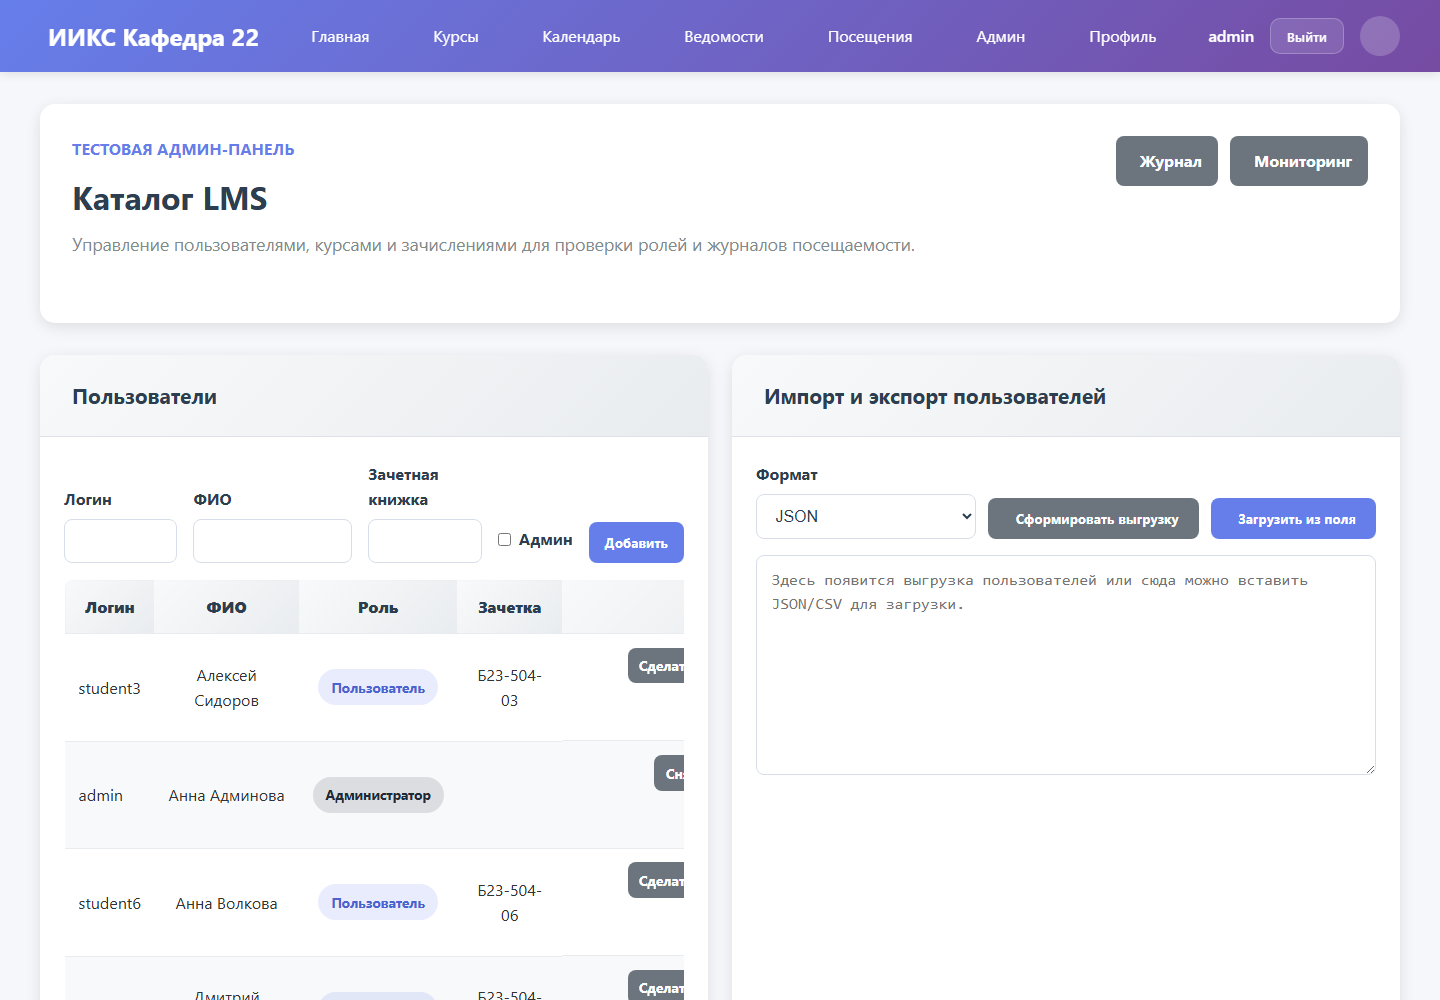 ИИКС Кафедра 22
Главная
Курсы
Календарь
Ведомости
Посещения
Админ
Профиль
admin
Выйти
ТЕСТОВАЯ АДМИН-ПАНЕЛЬ
Каталог LMS
Управление пользователями, курсами и зачислениями для проверки ролей и журналов посещаемости.
Журнал
Мониторинг
Пользователи
Логин
ФИО
Зачетная
книжка
Админ
Добавить
Логин ФИО Роль Зачетка
student3
Алексей
Сидоров
Пользователь
Б23-504-
03
Сделат
admin
Анна Админова
Администратор
student6
Анна Волкова
Пользователь
Б23-504-
06
Сделат
Дмитрий
Б23-504-
Сделат
Импорт и экспорт пользователей
Формат
JSON
Сформировать выгрузку
Загрузить из поля
Здесь появится выгрузка пользователей или сюда можно вставить
JSON/CSV для загрузки.